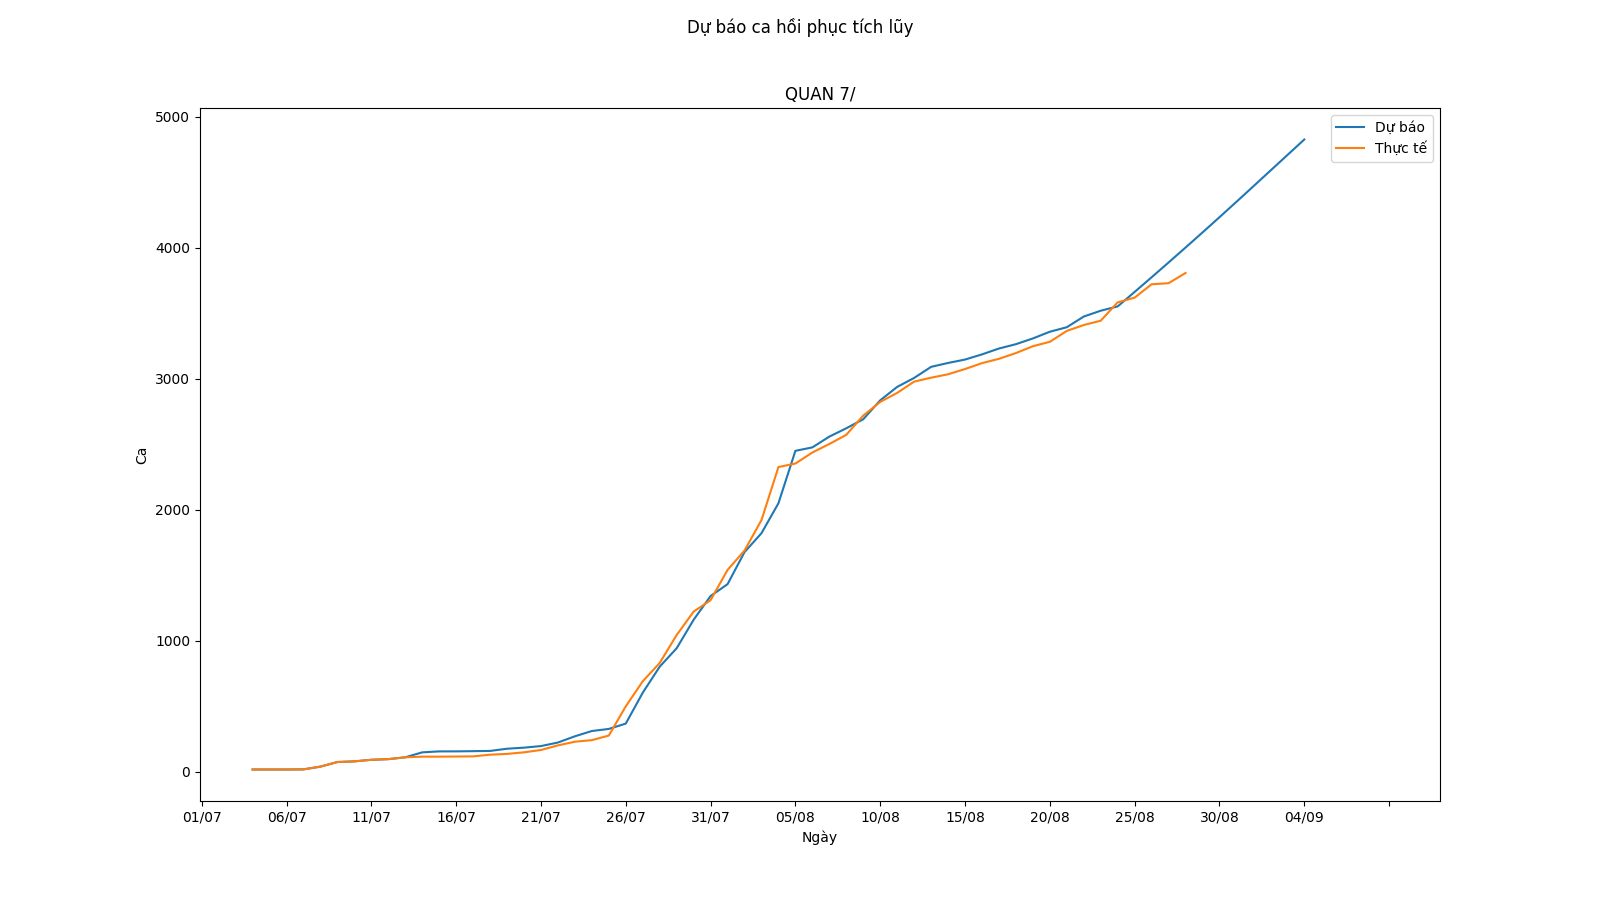 Dự báo ca hồi phục tích lũy
QUAN 7/
Dự báo
Thực tế
5000
4000
3000
2000
1000
0
Ca
01/07 06/07 11/07 16/07 21/07 26/07 31/07 05/08 10/08 15/08 20/08 25/08 30/08 04/09
Ngày